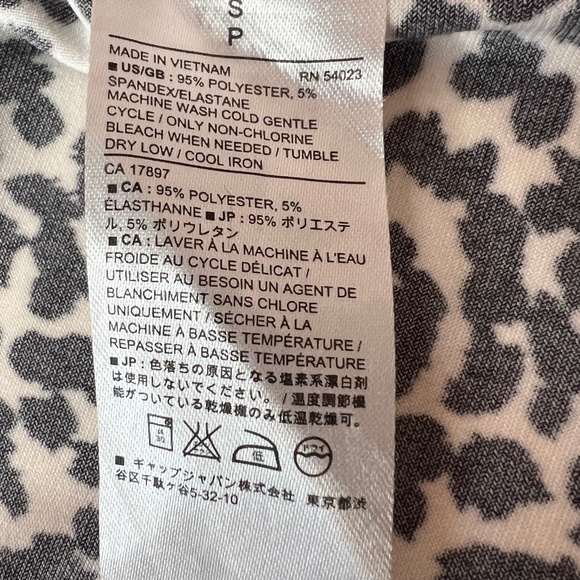 S
P
MADE IN VIETNAM RN 54023
■ US/GB : 95% POLYESTER, 5%
SPANDEX/ELASTANE
MACHINE WASH COLD GENTLE
CYCLE / ONLY NON-CHLORINE
BLEACH WHEN NEEDED / TUMBLE
DRY LOW / COOL IRON
CA 17897
■ CA : 95% POLYESTER, 5%
ÉLASTHANNE ■ JP : 95% ポリエステ
ル, 5% ポリウレタン
■ CA : LAVER À LA MACHINE À L'EAU
FROIDE AU CYCLE DÉLICAT /
UTILISER AU BESOIN UN AGENT DE
BLANCHIMENT SANS CHLORE
UNIQUEMENT / SÉCHER À LA
MACHINE À BASSE TEMPÉRATURE /
REPASSER À BASSE TEMPÉRATURE
■ JP : 色落ちの原因となる塩素系漂白剤
は使用しないでください。 / 温度調節機
能がついている乾燥機のみ低温乾燥可。
低
■ ギャップジャパン株式会社 東京都渋
谷区千駄ヶ谷5-32-10